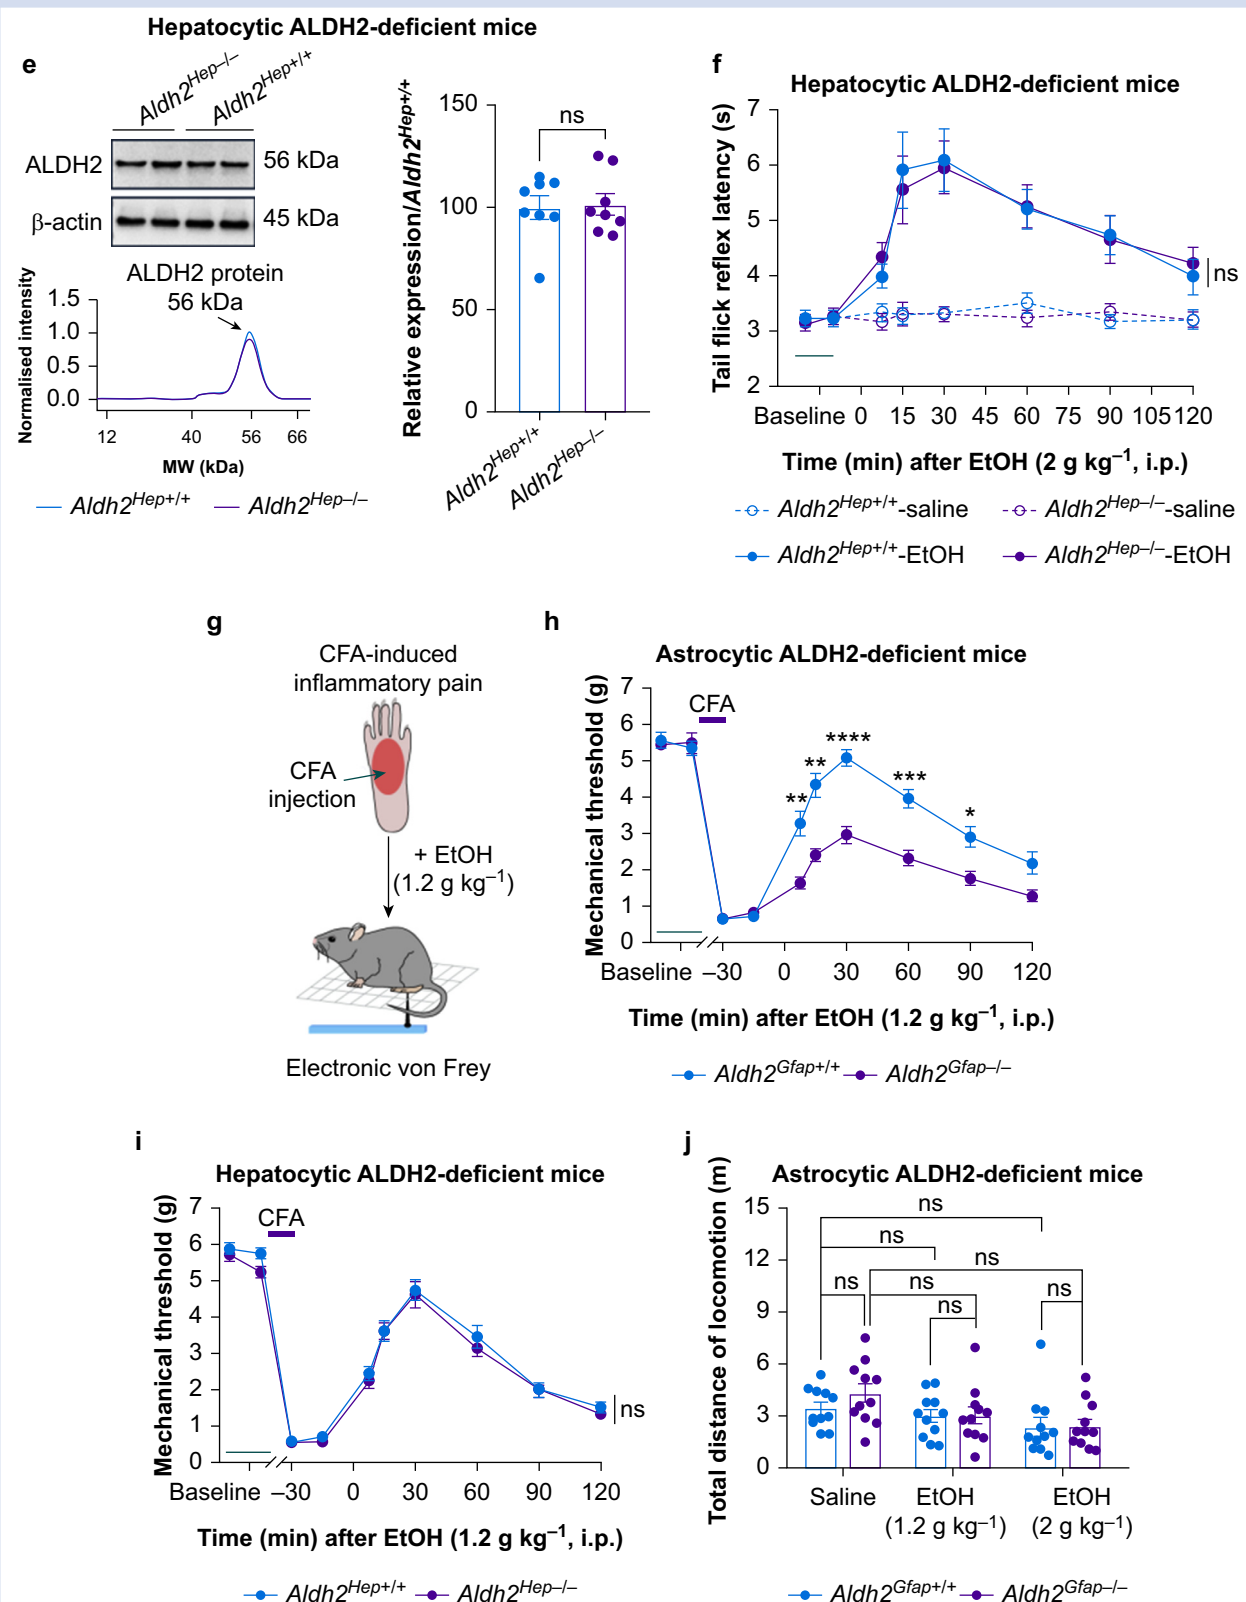 Hepatocytic ALDH2-deficient mice
e
Aldh2Hep–/–
Aldh2Hep+/+
ALDH2
56 kDa
β-actin
45 kDa
ALDH2 protein
56 kDa
Normalised intensity
1.5
1.0
0.5
0.0
12 40 56 66
MW (kDa)
Aldh2Hep+/+ Aldh2Hep–/–
Relative expression/Aldh2Hep+/+
150
100
50
0
ns
Aldh2Hep+/+
Aldh2Hep–/–
f
Hepatocytic ALDH2-deficient mice
Tail flick reflex latency (s)
7
6
5
4
3
2
ns
Baseline 0 15 30 45 60 75 90 105 120
Time (min) after EtOH (2 g kg–1, i.p.)
Aldh2Hep+/+-saline Aldh2Hep–/–-saline
Aldh2Hep+/+-EtOH Aldh2Hep–/–-EtOH
g
CFA-induced
inflammatory pain
CFA
injection
+ EtOH
(1.2 g kg–1)
Electronic von Frey
h
Astrocytic ALDH2-deficient mice
Mechanical threshold (g)
7
6
5
4
3
2
1
0
CFA
**
**
****
***
*
Baseline –30 0 30 60 90 120
Time (min) after EtOH (1.2 g kg–1, i.p.)
Aldh2Gfap+/+ Aldh2Gfap–/–
i
Hepatocytic ALDH2-deficient mice
Mechanical threshold (g)
7
6
5
4
3
2
1
0
CFA
ns
Baseline –30 0 30 60 90 120
Time (min) after EtOH (1.2 g kg–1, i.p.)
Aldh2Hep+/+ Aldh2Hep–/–
j
Astrocytic ALDH2-deficient mice
Total distance of locomotion (m)
15
12
9
6
3
0
ns
ns
ns
ns
ns
ns
ns
Saline EtOH EtOH
(1.2 g kg–1) (2 g kg–1)
Aldh2Gfap+/+ Aldh2Gfap–/–